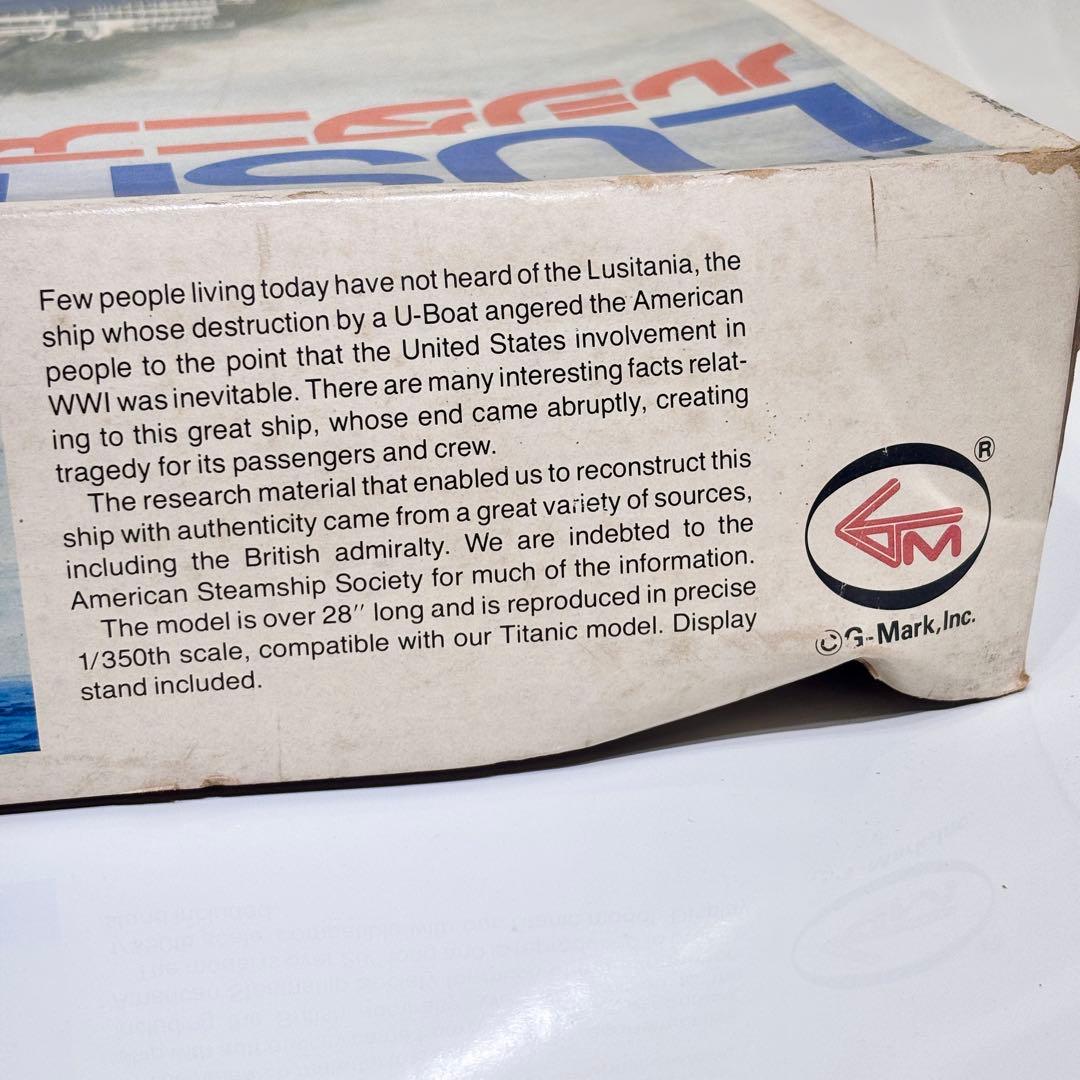 LUSI
Few people living today have not heard of the Lusitania, the
ship whose destruction by a U-Boat angered the American
people to the point that the United States involvement in
WWI was inevitable. There are many interesting facts relat-
ing to this great ship, whose end came abruptly, creating
tragedy for its passengers and crew.
The research material that enabled us to reconstruct this
ship with authenticity came from a great variety of sources,
including the British admiralty. We are indebted to the
American Steamship Society for much of the information.
The model is over 28″ long and is reproduced in precise
1/350th scale, compatible with our Titanic model. Display
stand included.
GM ®
© G-Mark, Inc.